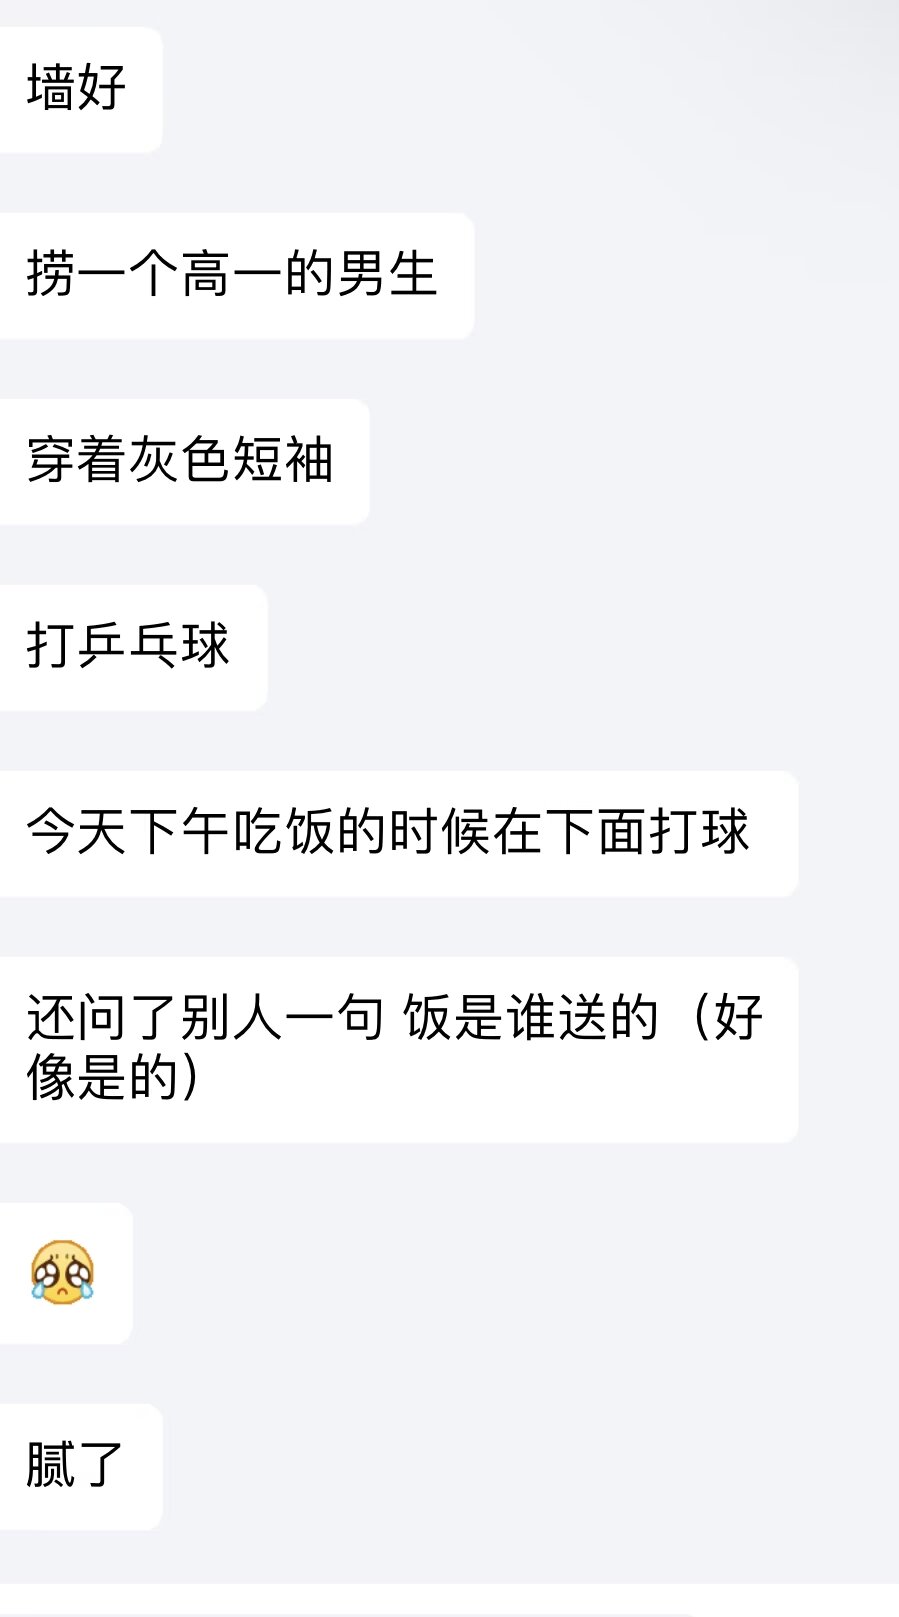 墙好
捞一个高一的男生
穿着灰色短袖
打乒乓球
今天下午吃饭的时候在下面打球
还问了别人一句 饭是谁送的（好
像是的）
腻了